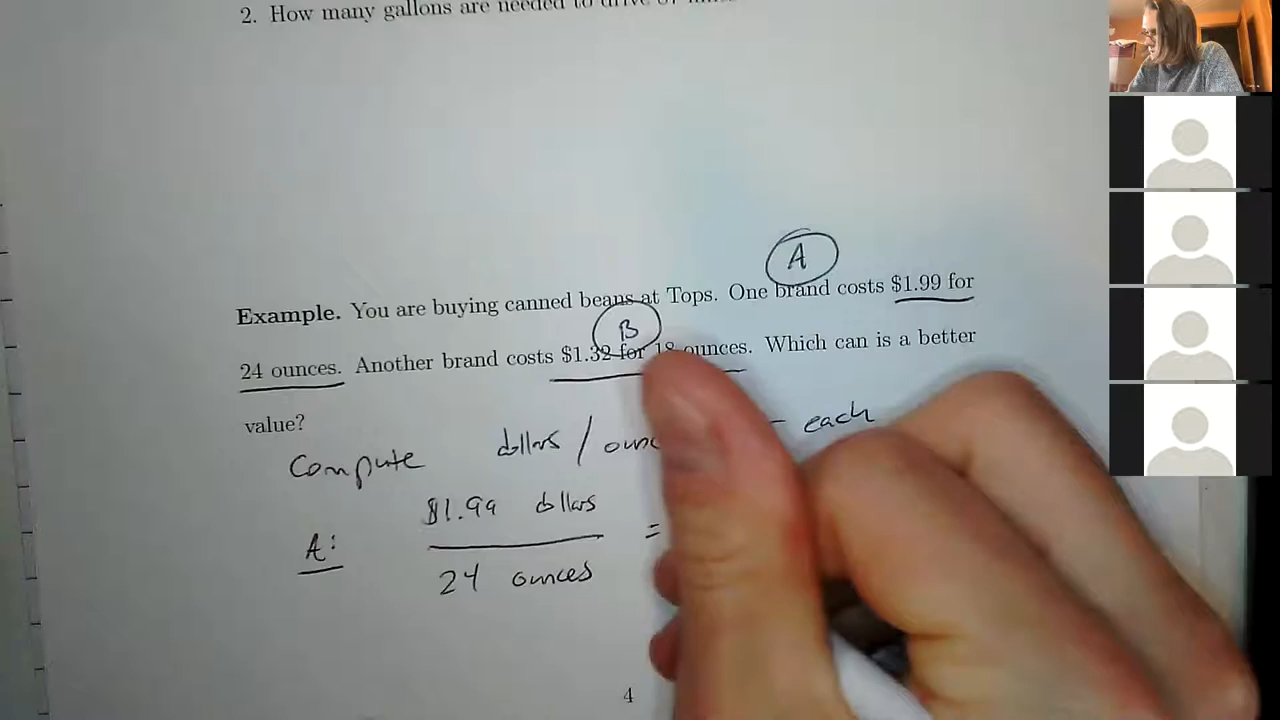 2. How many gallons are needed to drive
A
Example. You are buying canned beans at Tops. One brand costs $1.99 for
B
24 ounces. Another brand costs $1.32 for 18 ounces. Which can is a better
value?
Compute dollars / ounc each
A: $1.99 dollars
24 ounces
=
4